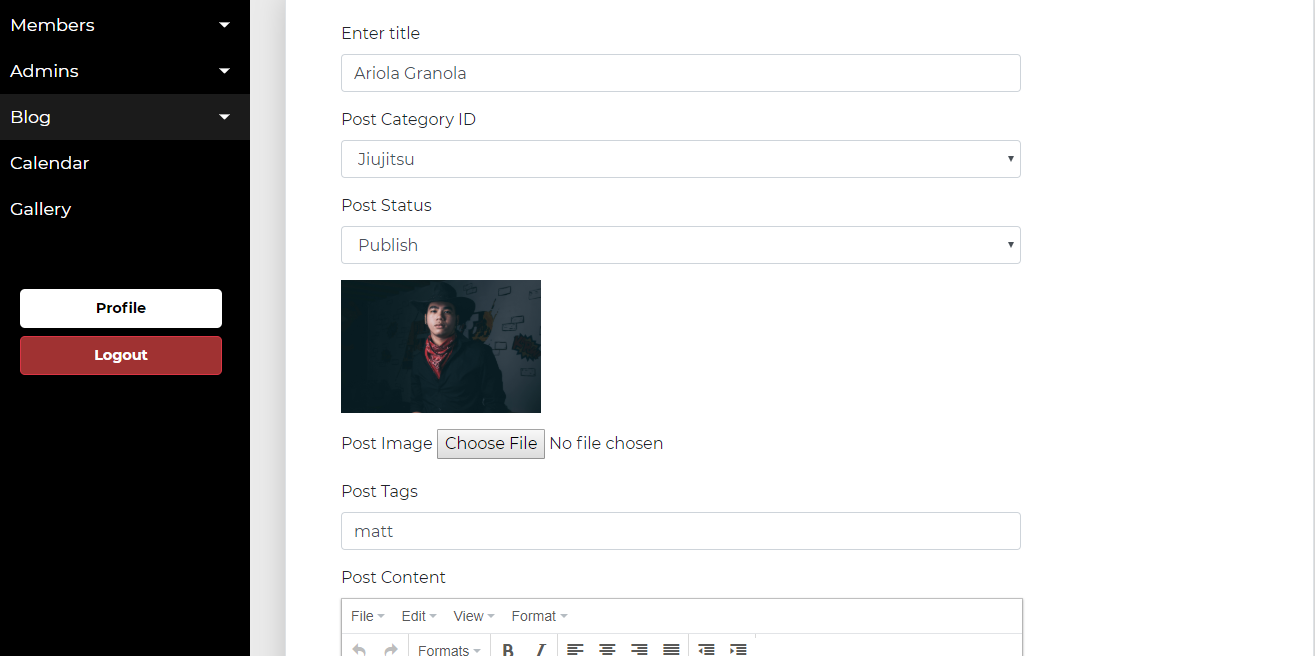 Members
Admins
Blog
Calendar
Gallery
Profile
Logout
Enter title
Ariola Granola
Post Category ID
Jiujitsu
Post Status
Publish
Post Image Choose File No file chosen
Post Tags
matt
Post Content
File Edit View Format
Formats B I